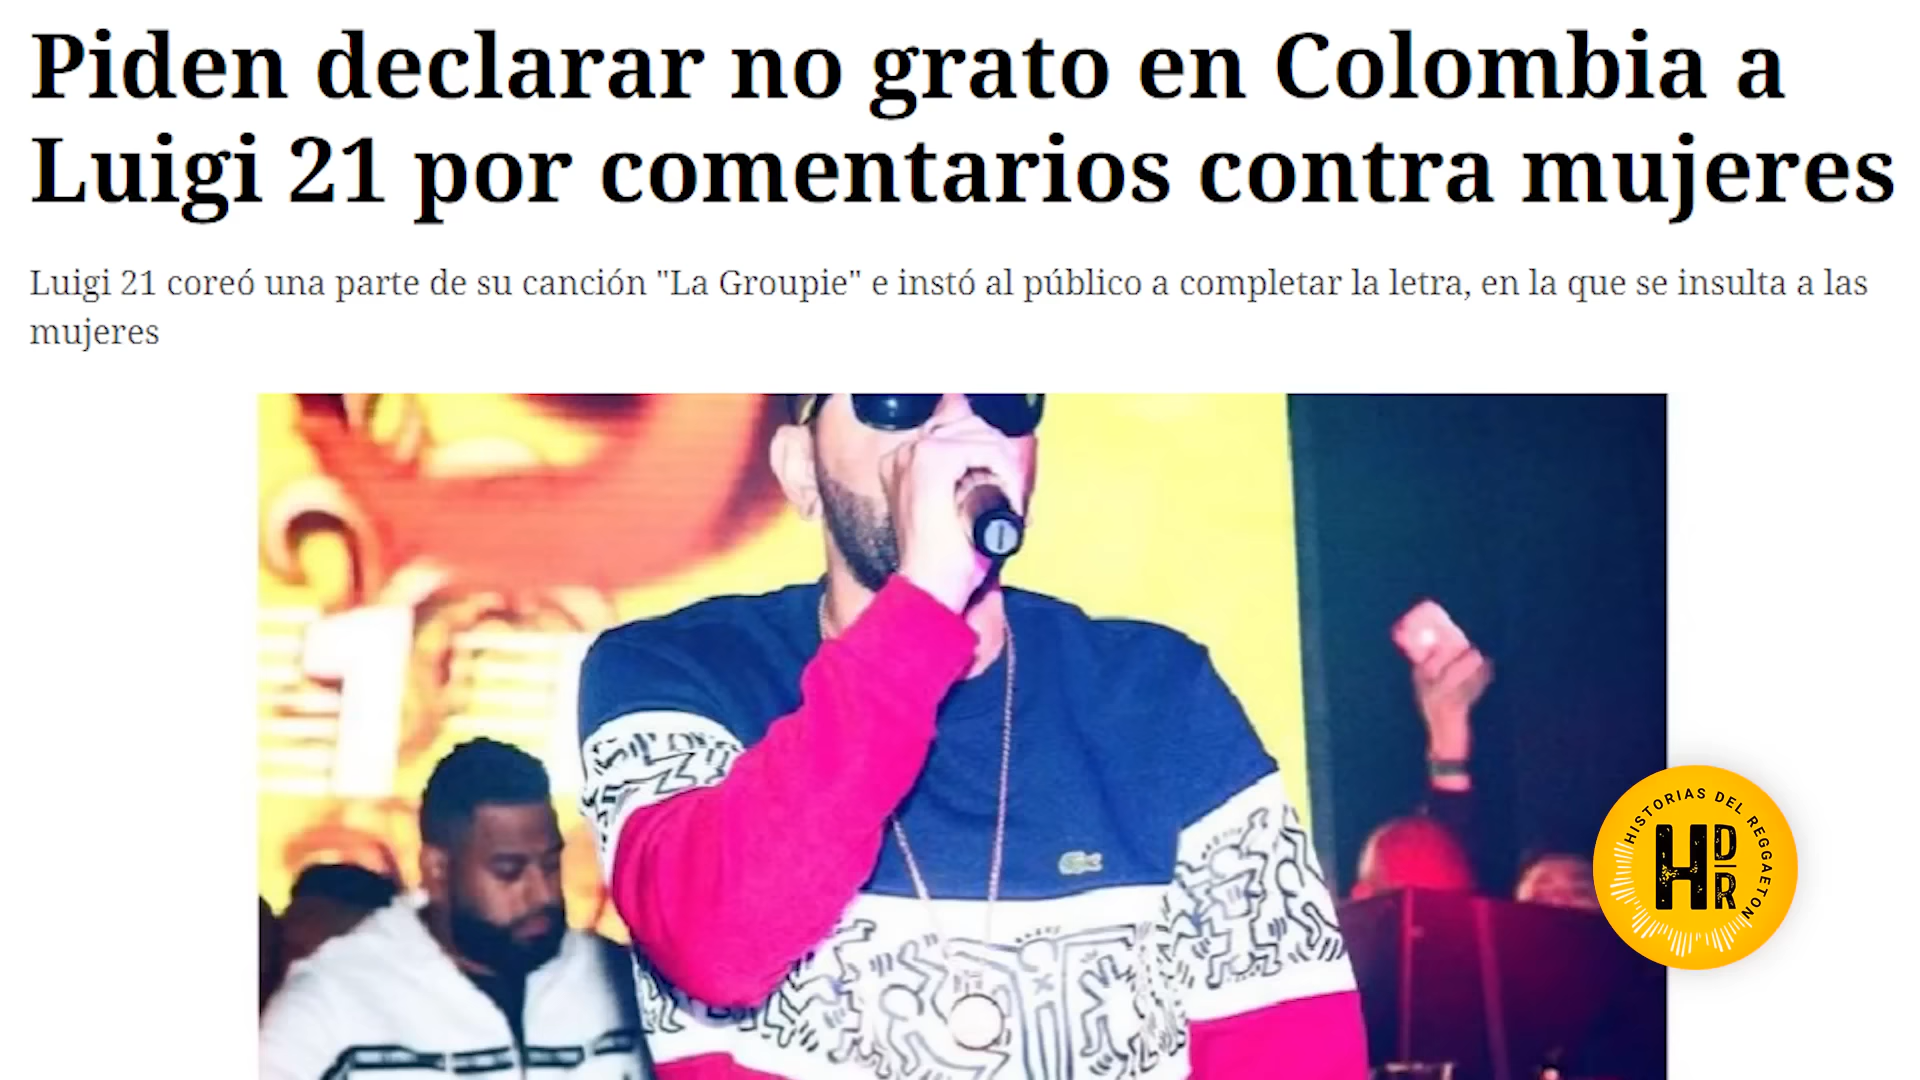 Piden declarar no grato en Colombia a
Luigi 21 por comentarios contra mujeres
Luigi 21 coreó una parte de su canción "La Groupie" e instó al público a completar la letra, en la que se insulta a las
mujeres
HISTORIAS DEL REGGAETON
HDR